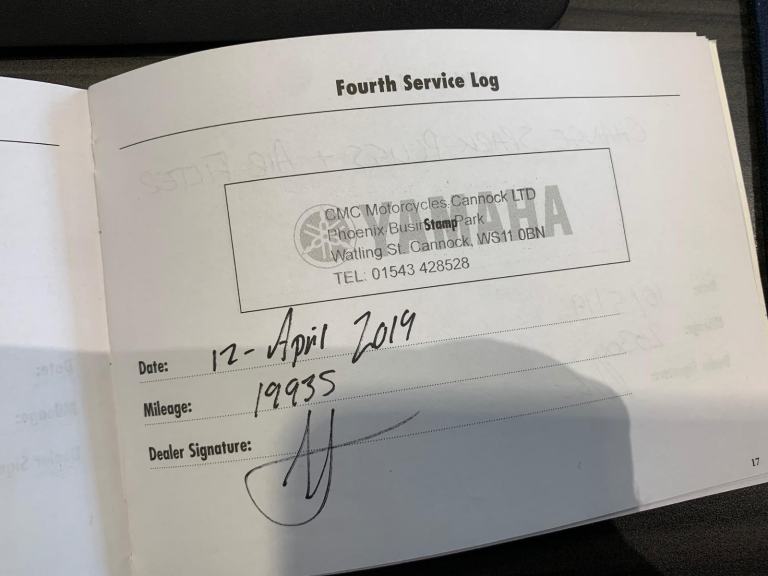 Fourth Service Log
YAMAHA
CMC Motorcycles Cannock LTD
Phoenix Stamp Park
Watling St, Cannock, WS11 0BN
TEL: 01543 428528
Date: 12 - April 2019
Mileage: 19935
Dealer Signature:
17